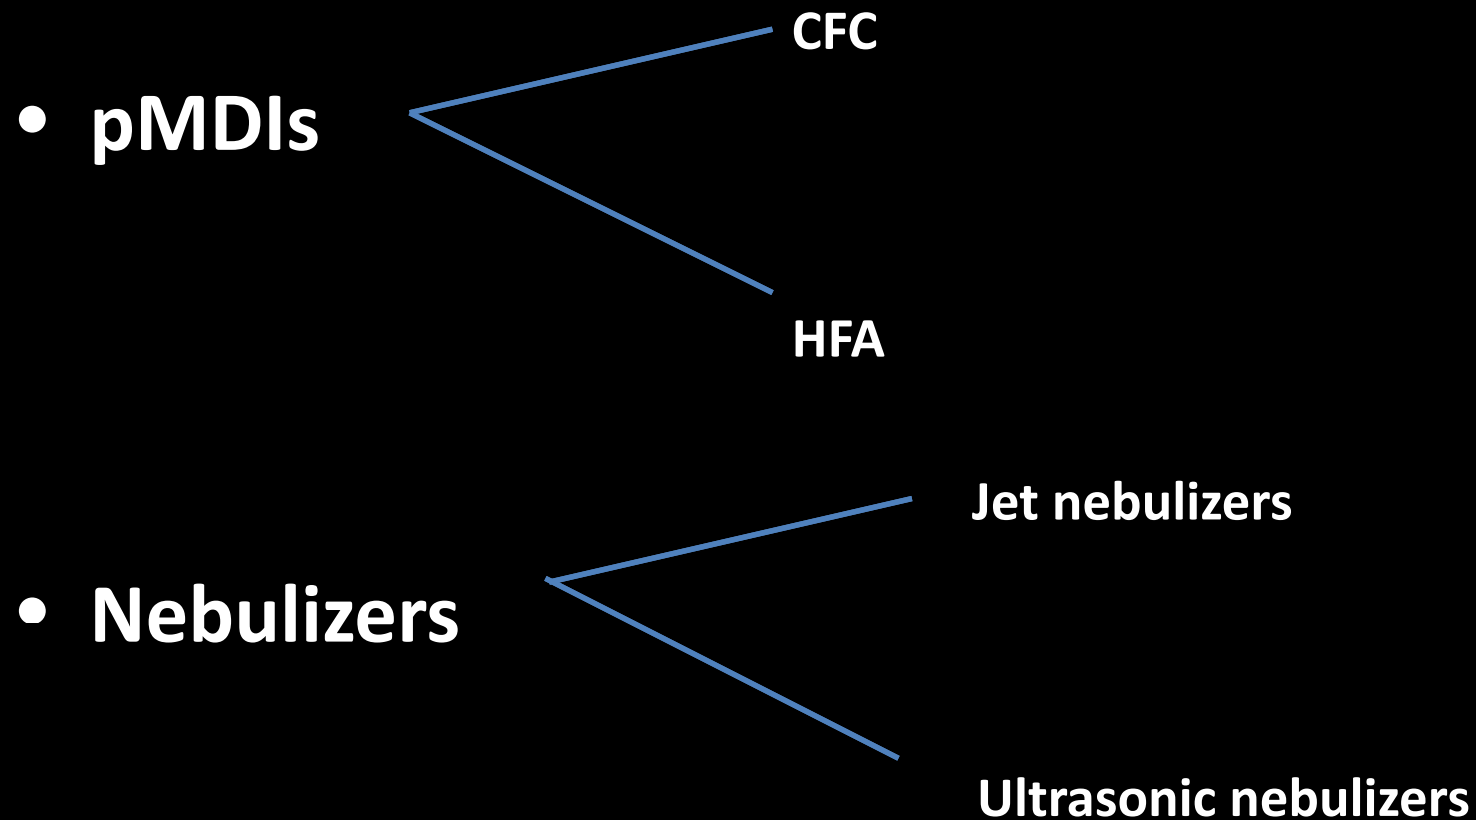 CFC
• pMDIs
HFA
Jet nebulizers
• Nebulizers
Ultrasonic nebulizers